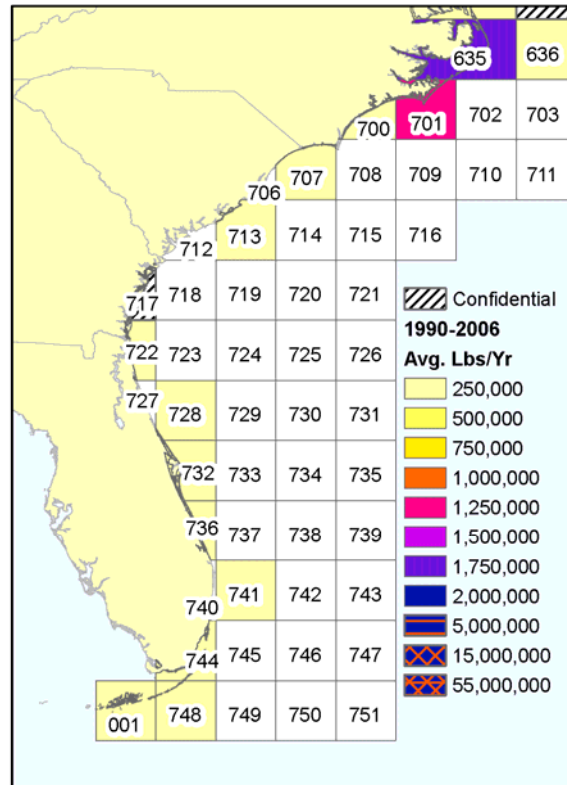 635 636
700 701 702 703
706 707 708 709 710 711
712 713 714 715 716
717 718 719 720 721
722 723 724 725 726
727 728 729 730 731
732 733 734 735
736 737 738 739
740 741 742 743
744 745 746 747
001 748 749 750 751
Confidential
1990-2006
Avg. Lbs/Yr
250,000
500,000
750,000
1,000,000
1,250,000
1,500,000
1,750,000
2,000,000
5,000,000
15,000,000
55,000,000